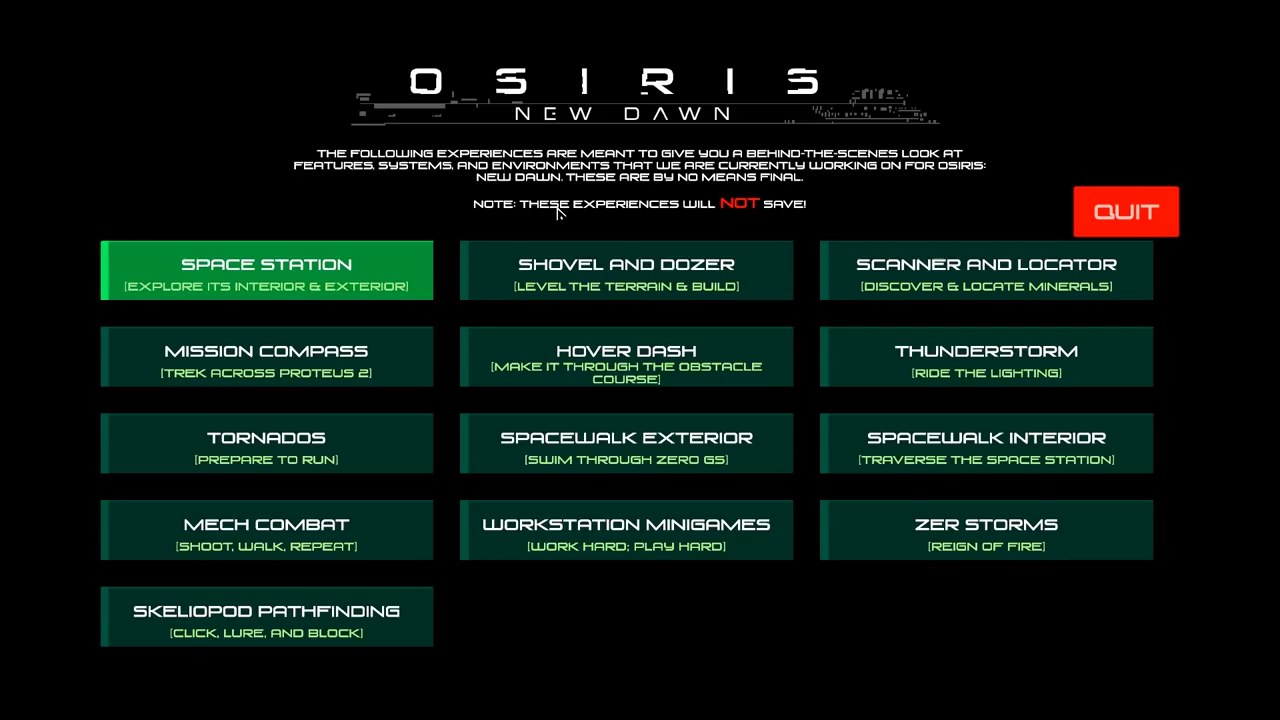 OSIRIS
NEW DAWN
THE FOLLOWING EXPERIENCES ARE MEANT TO GIVE YOU A BEHIND-THE-SCENES LOOK AT
FEATURES, SYSTEMS, AND ENVIRONMENTS THAT WE ARE CURRENTLY WORKING ON FOR OSIRIS:
NEW DAWN. THESE ARE BY NO MEANS FINAL.
NOTE: THESE EXPERIENCES WILL NOT SAVE!
QUIT
SPACE STATION
[EXPLORE ITS INTERIOR & EXTERIOR]
SHOVEL AND DOZER
[LEVEL THE TERRAIN & BUILD]
SCANNER AND LOCATOR
[DISCOVER & LOCATE MINERALS]
MISSION COMPASS
[TREK ACROSS PROTEUS 2]
HOVER DASH
[MAKE IT THROUGH THE OBSTACLE
COURSE]
THUNDERSTORM
[RIDE THE LIGHTING]
TORNADOS
[PREPARE TO RUN]
SPACEWALK EXTERIOR
[SWIM THROUGH ZERO GS]
SPACEWALK INTERIOR
[TRAVERSE THE SPACE STATION]
MECH COMBAT
[SHOOT, WALK, REPEAT]
WORKSTATION MINIGAMES
[WORK HARD; PLAY HARD]
ZER STORMS
[REIGN OF FIRE]
SKELIOPOD PATHFINDING
[CLICK, LURE, AND BLOCK]